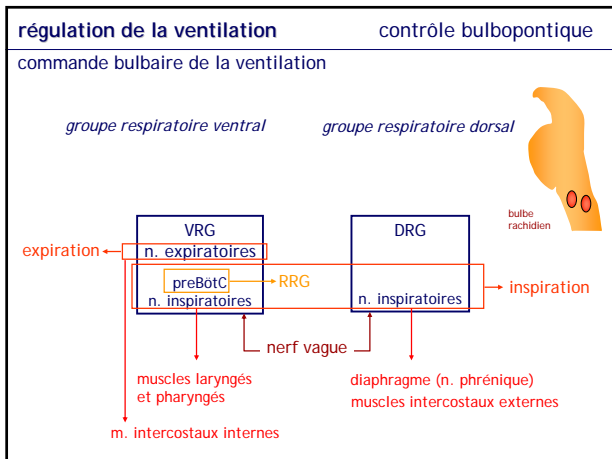 régulation de la ventilation contrôle bulbopontique
commande bulbaire de la ventilation
groupe respiratoire ventral groupe respiratoire dorsal
bulbe
rachidien
VRG DRG
expiration n. expiratoires
preBötC RRG
n. inspiratoires n. inspiratoires inspiration
nerf vague
muscles laryngés
et pharyngés
diaphragme (n. phrénique)
muscles intercostaux externes
m. intercostaux internes